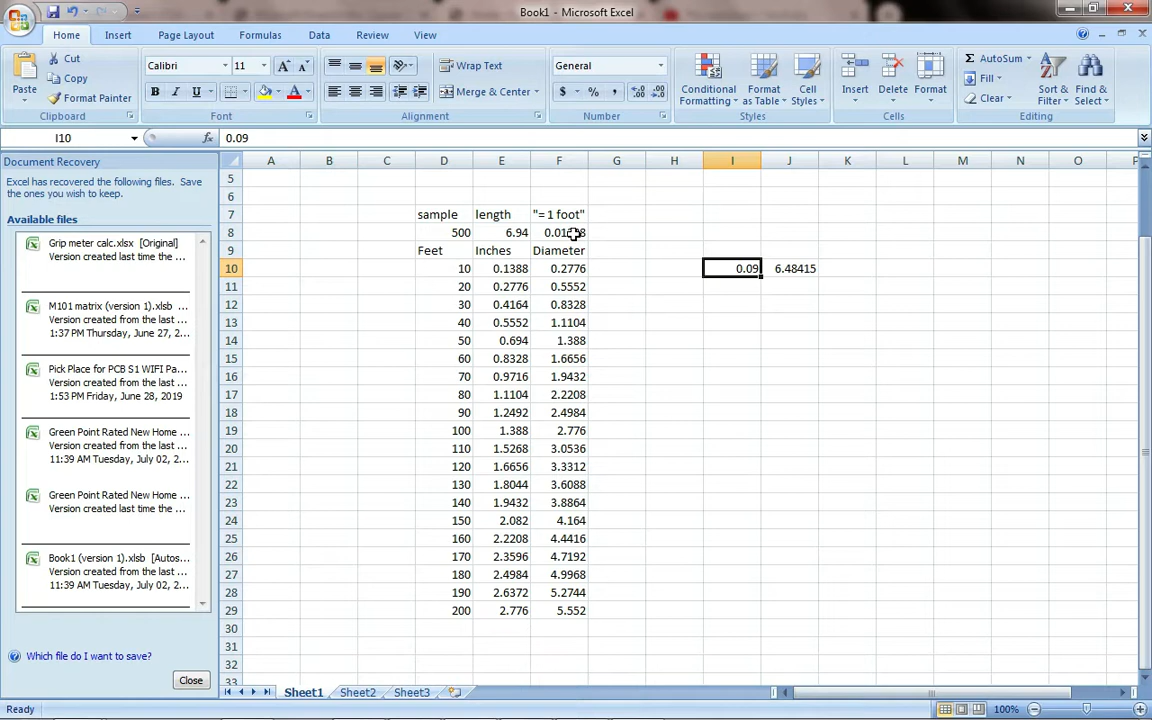 Book1 - Microsoft Excel
Home Insert Page Layout Formulas Data Review View
Paste
Cut
Copy
Format Painter
Clipboard
Calibri 11
B I U
A A
Font
Wrap Text
Merge & Center
Alignment
General
$ % ,
Number
Conditional Formatting
Format as Table
Cell Styles
Styles
Insert Delete Format
Cells
AutoSum
Fill
Clear
Sort & Filter
Find & Select
Editing
I10 fx 0.09
Document Recovery
Excel has recovered the following files. Save
the ones you wish to keep.
Available files
Grip meter calc.xlsx [Original]
Version created last time the ...
M101 matrix (version 1).xlsb ...
Version created from the last ...
1:37 PM Thursday, June 27, 2...
Pick Place for PCB S1 WIFI Pa...
Version created from the last ...
1:53 PM Friday, June 28, 2019
Green Point Rated New Home ...
Version created from the last ...
11:39 AM Tuesday, July 02, 2...
Green Point Rated New Home ...
Version created last time the ...
Book1 (version 1).xlsb [Autos...
Version created from the last ...
11:39 AM Tuesday, July 02, 2...
Which file do I want to save?
Close
A B C D E F G H I J K L M N O P
5
6
7 sample length "= 1 foot"
8 500 6.94
9 Feet Inches Diameter
10 10 0.1388 0.2776 0.09 6.48415
11 20 0.2776 0.5552
12 30 0.4164 0.8328
13 40 0.5552 1.1104
14 50 0.694 1.388
15 60 0.8328 1.6656
16 70 0.9716 1.9432
17 80 1.1104 2.2208
18 90 1.2492 2.4984
19 100 1.388 2.776
20 110 1.5268 3.0536
21 120 1.6656 3.3312
22 130 1.8044 3.6088
23 140 1.9432 3.8864
24 150 2.082 4.164
25 160 2.2208 4.4416
26 170 2.3596 4.7192
27 180 2.4984 4.9968
28 190 2.6372 5.2744
29 200 2.776 5.552
30
31
32
33
Sheet1 Sheet2 Sheet3
Ready
100%